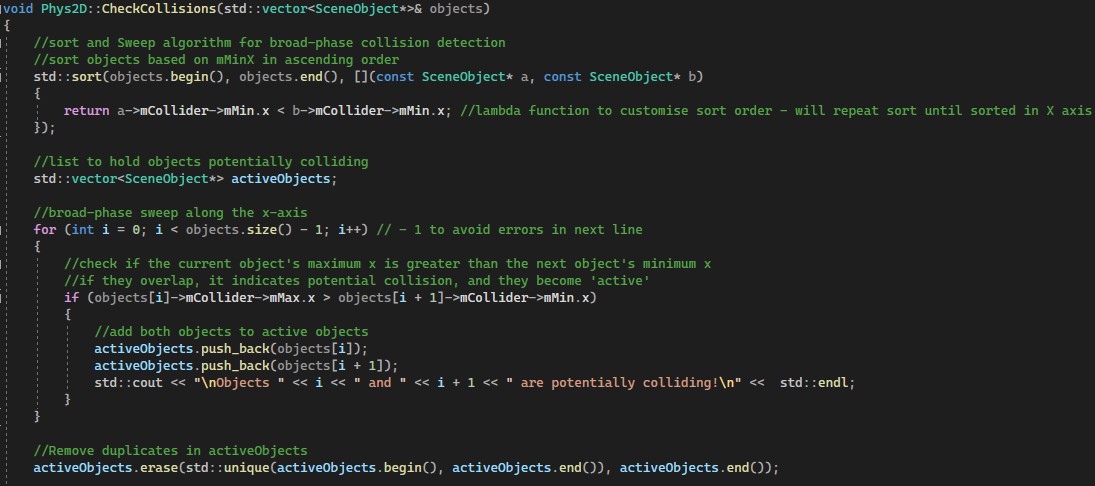 void Phys2D::CheckCollisions(std::vector<SceneObject*>& objects)
{
    //sort and Sweep algorithm for broad-phase collision detection
    //sort objects based on mMinX in ascending order
    std::sort(objects.begin(), objects.end(), [](const SceneObject* a, const SceneObject* b)
    {
        return a->mCollider->mMin.x < b->mCollider->mMin.x; //lambda function to customise sort order - will repeat sort until sorted in X axis
    });

    //list to hold objects potentially colliding
    std::vector<SceneObject*> activeObjects;

    //broad-phase sweep along the x-axis
    for (int i = 0; i < objects.size() - 1; i++) // - 1 to avoid errors in next line
    {
        //check if the current object's maximum x is greater than the next object's minimum x
        //if they overlap, it indicates potential collision, and they become 'active'
        if (objects[i]->mCollider->mMax.x > objects[i + 1]->mCollider->mMin.x)
        {
            //add both objects to active objects
            activeObjects.push_back(objects[i]);
            activeObjects.push_back(objects[i + 1]);
            std::cout << "\nObjects " << i << " and " << i + 1 << " are potentially colliding!\n" <<  std::endl;
        }
    }

    //Remove duplicates in activeObjects
    activeObjects.erase(std::unique(activeObjects.begin(), activeObjects.end()), activeObjects.end());